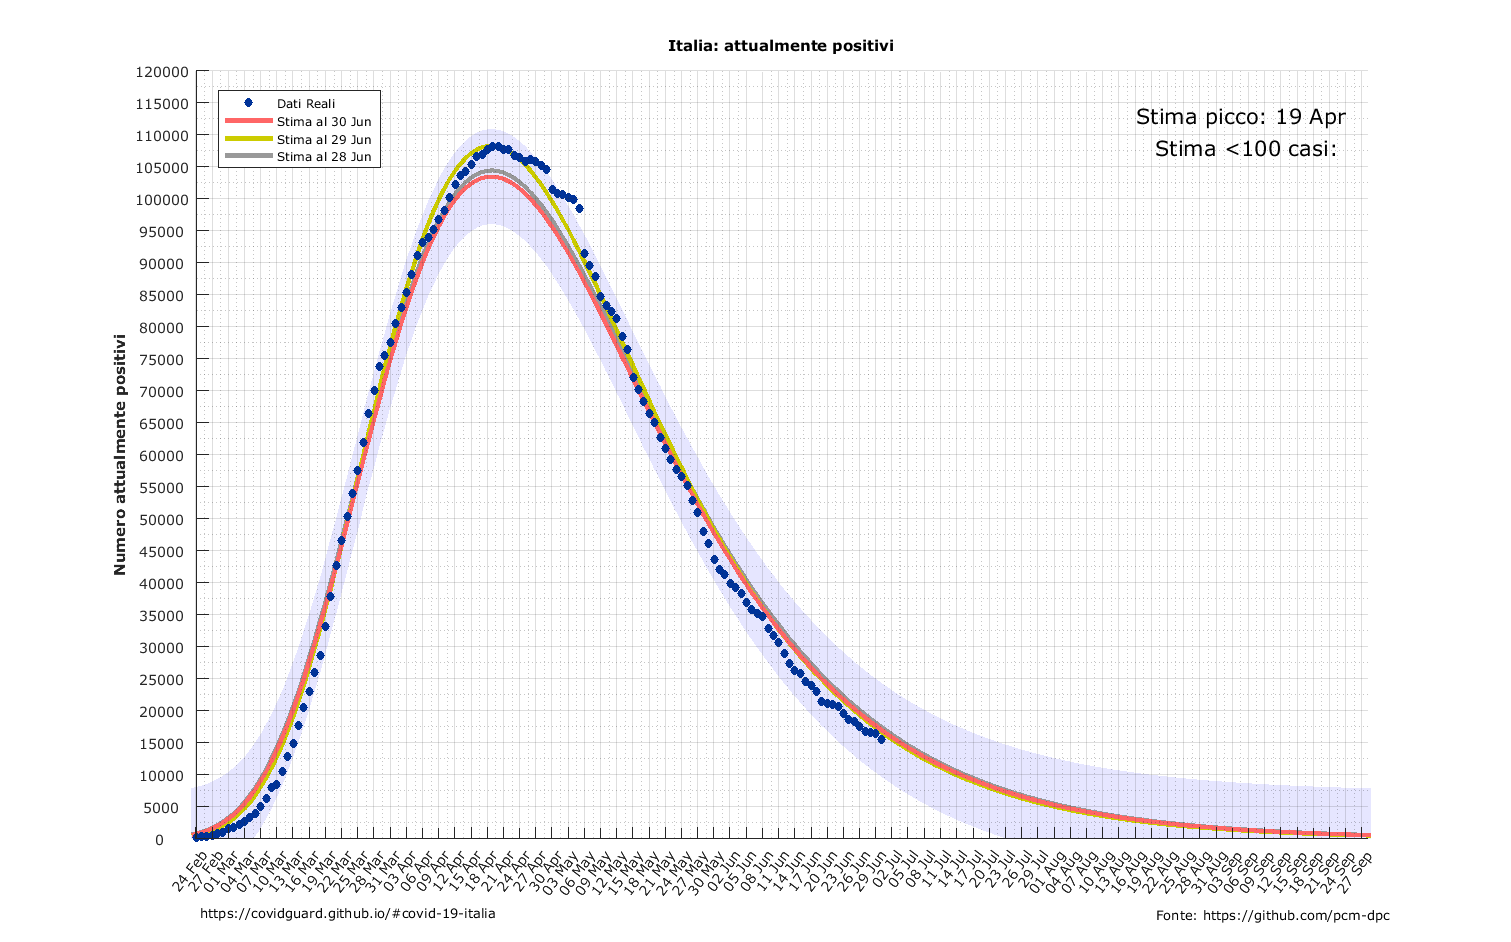 Italia: attualmente positivi
120000
115000
110000
105000
100000
95000
90000
85000
80000
75000
70000
65000
60000
55000
50000
45000
40000
35000
30000
25000
20000
15000
10000
5000
0
Numero attualmente positivi
Dati Reali
Stima al 30 Jun
Stima al 29 Jun
Stima al 28 Jun
Stima picco: 19 Apr
Stima <100 casi:
24 Feb
27 Feb
01 Mar
04 Mar
07 Mar
10 Mar
13 Mar
16 Mar
19 Mar
22 Mar
25 Mar
28 Mar
31 Mar
03 Apr
06 Apr
09 Apr
12 Apr
15 Apr
18 Apr
21 Apr
24 Apr
27 Apr
30 Apr
03 May
06 May
09 May
12 May
15 May
18 May
21 May
24 May
27 May
30 May
02 Jun
05 Jun
08 Jun
11 Jun
14 Jun
17 Jun
20 Jun
23 Jun
26 Jun
29 Jun
02 Jul
05 Jul
08 Jul
11 Jul
14 Jul
17 Jul
20 Jul
23 Jul
26 Jul
29 Jul
01 Aug
04 Aug
07 Aug
10 Aug
13 Aug
16 Aug
19 Aug
22 Aug
25 Aug
28 Aug
31 Aug
03 Sep
06 Sep
09 Sep
12 Sep
15 Sep
18 Sep
21 Sep
24 Sep
27 Sep
https://covidguard.github.io/#covid-19-italia
Fonte: https://github.com/pcm-dpc